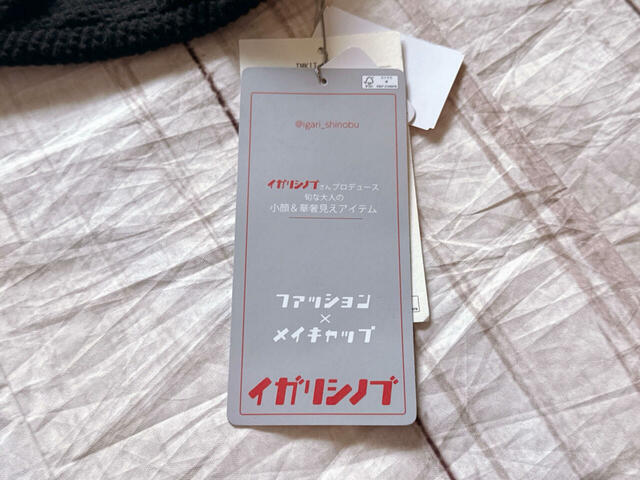 @igari_shinobu
イガリシノブさんプロデュース
旬な大人の
小顔&華奢見えアイテム
ファッション
×
メイキャップ
イガリシノブ